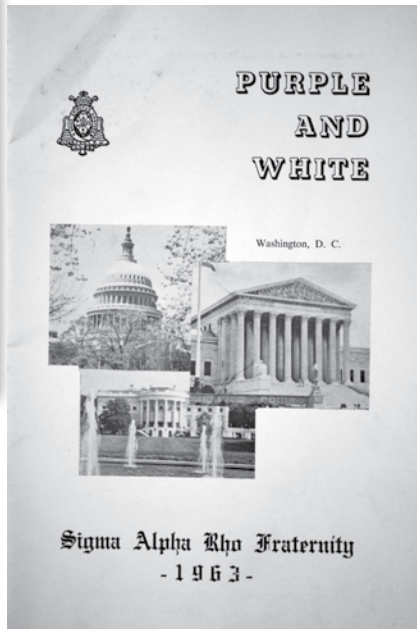 PURPLE
AND
WHITE
Washington, D. C.
Sigma Alpha Rho Fraternity
-1963-